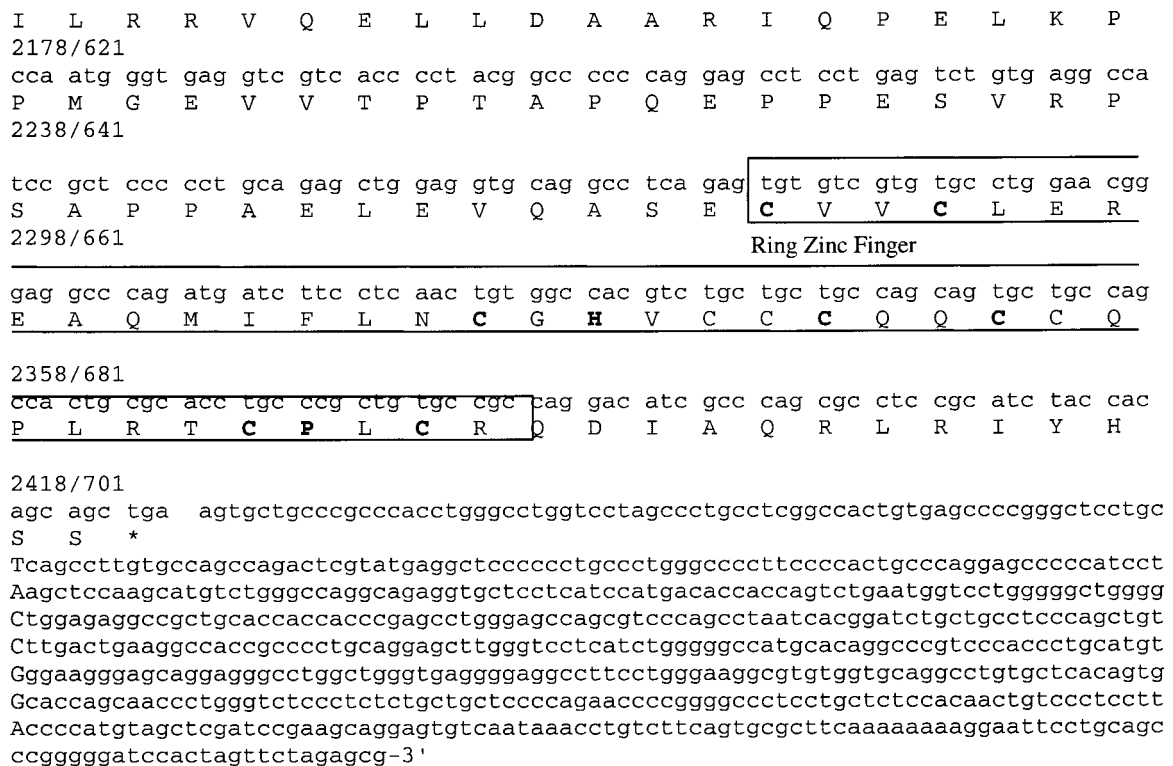 I L R R V Q E L L D A A R I Q P E L K P
2178/621
cca atg ggt gag gtc gtc acc cct acg gcc ccc cag gag cct cct gag tct gtg agg cca
P M G E V V T P T A P Q E P P E S V R P
2238/641
tcc gct ccc cct gca gag ctg gag gtg cag gcc tca gag tgt gtc gtg tgc ctg gaa cgg
S A P P A E L E V Q A S E C V V C L E R
2298/661
Ring Zinc Finger
gag gcc cag atg atc ttc ctc aac tgt ggc cac gtc tgc tgc tgc cag cag tgc tgc cag
E A Q M I F L N C G H V C C C Q Q C C Q
2358/681
cca ctg cgc acc tgc ccg ctg tgc cgc cag gac atc gcc cag cgc ctc cgc atc tac cac
P L R T C P L C R Q D I A Q R L R I Y H
2418/701
agc agc tga agtgctgcccgcccacctgggcctggtcctagccctgcctcggccactgtgagccccgggctcctgc
S S *
Tcagccttgtgccagccagactcgtatgaggctcccccctgccctgggccccttccccactgcccaggagcccccatcct
Aagctccaagcatgtctgggccaggcagaggtgctcctcatccatgacaccaccagtctgaatggtcctgggggctgggg
Ctggagaggccgctgcaccaccacccgagcctgggagccagcgtcccagcctaatcacggatctgctgcctcccagctgt
Cttgactgaaggccaccgcccctgcaggagcttgggtcctcatctgggggccatgcacaggcccgtcccaccctgcatgt
Gggaagggagcaggagggcctggctgggtgaggggaggccttcctgggaaggcgtgtggtgcaggcctgtgctcacagtg
Gcaccagcaaccctgggtctccctctctgctgctccccagaaccccggggcccctcctgctctccacaactgtccctcctt
Accccatgtagctcgatccgaagcaggagtgtcaataaacctgtcttcagtgcgcttcaaaaaaaaggaattcctgcagc
ccgggggatccactagttctagagcg-3'